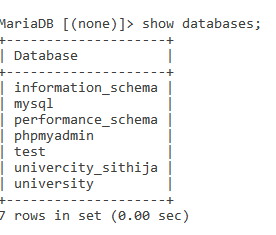 MariaDB [(none)]> show databases;
+--------------------+
| Database           |
+--------------------+
| information_schema |
| mysql              |
| performance_schema |
| phpmyadmin         |
| test               |
| univercity_sithija |
| university         |
+--------------------+
7 rows in set (0.00 sec)